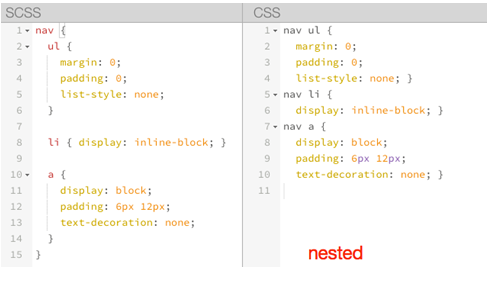 SCSS
1 nav {
2 ul {
3 margin: 0;
4 padding: 0;
5 list-style: none;
6 }
7
8 li { display: inline-block; }
9
10 a {
11 display: block;
12 padding: 6px 12px;
13 text-decoration: none;
14 }
15 }
CSS
1 nav ul {
2 margin: 0;
3 padding: 0;
4 list-style: none; }
5 nav li {
6 display: inline-block; }
7 nav a {
8 display: block;
9 padding: 6px 12px;
10 text-decoration: none; }
11
nested